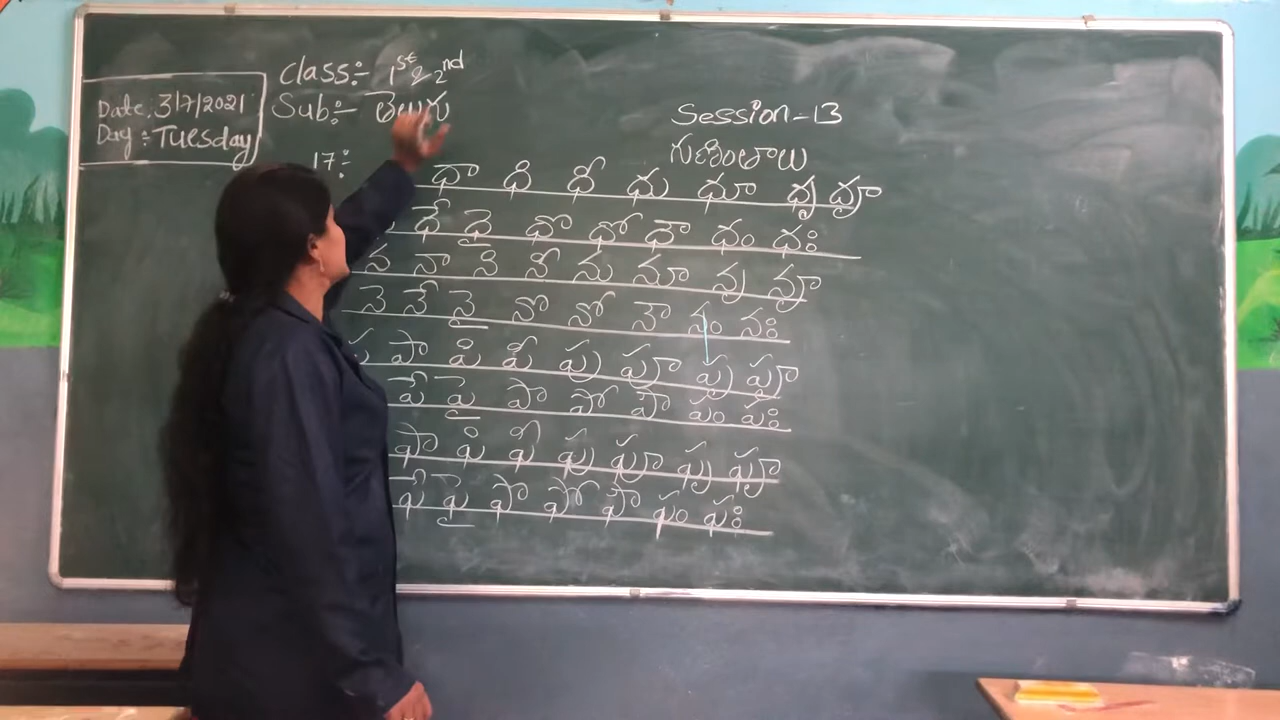 Class:- 1st & 2nd
Date: 3/7/2021
Sub:- తెలుగు
Day: Tuesday
Session-13
గుణింతాలు
17:
ధా ధి ధీ ధు ధూ ధృ ధౄ
ధే ధై ధొ ధో ధౌ ధం ధః
న నా ని నీ ను నూ నృ నౄ
నె నే నై నొ నో నౌ నం నః
పా పి పీ పు పూ పృ పౄ
పే పై పొ పో పౌ పం పః
ఫా ఫి ఫీ ఫు ఫూ ఫృ ఫౄ
ఫే ఫై ఫొ ఫో ఫౌ ఫం ఫః